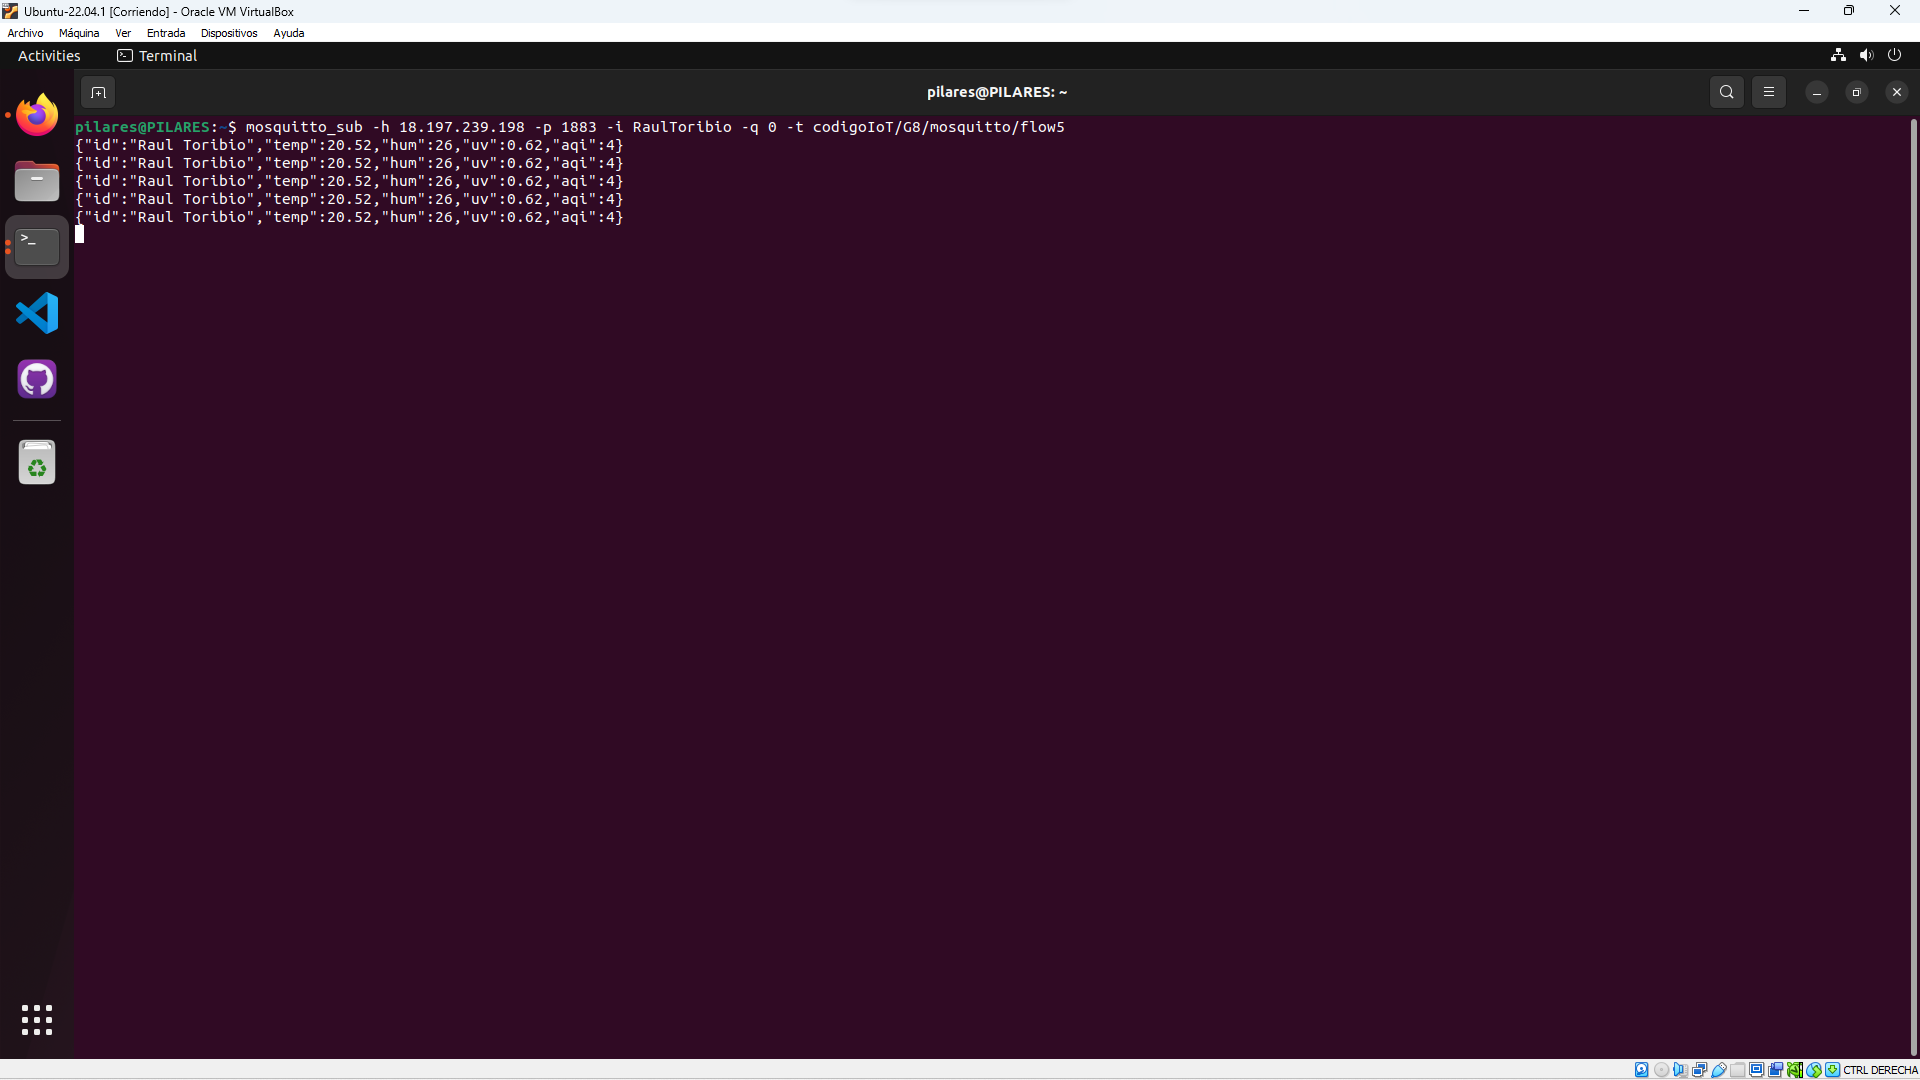 Ubuntu-22.04.1 [Corriendo] - Oracle VM VirtualBox
Archivo Máquina Ver Entrada Dispositivos Ayuda
Activities Terminal
pilares@PILARES: ~
pilares@PILARES:~$ mosquitto_sub -h 18.197.239.198 -p 1883 -i RaulToribio -q 0 -t codigoIoT/G8/mosquitto/flow5
{"id":"Raul Toribio","temp":20.52,"hum":26,"uv":0.62,"aqi":4}
{"id":"Raul Toribio","temp":20.52,"hum":26,"uv":0.62,"aqi":4}
{"id":"Raul Toribio","temp":20.52,"hum":26,"uv":0.62,"aqi":4}
{"id":"Raul Toribio","temp":20.52,"hum":26,"uv":0.62,"aqi":4}
{"id":"Raul Toribio","temp":20.52,"hum":26,"uv":0.62,"aqi":4}
CTRL DERECHA